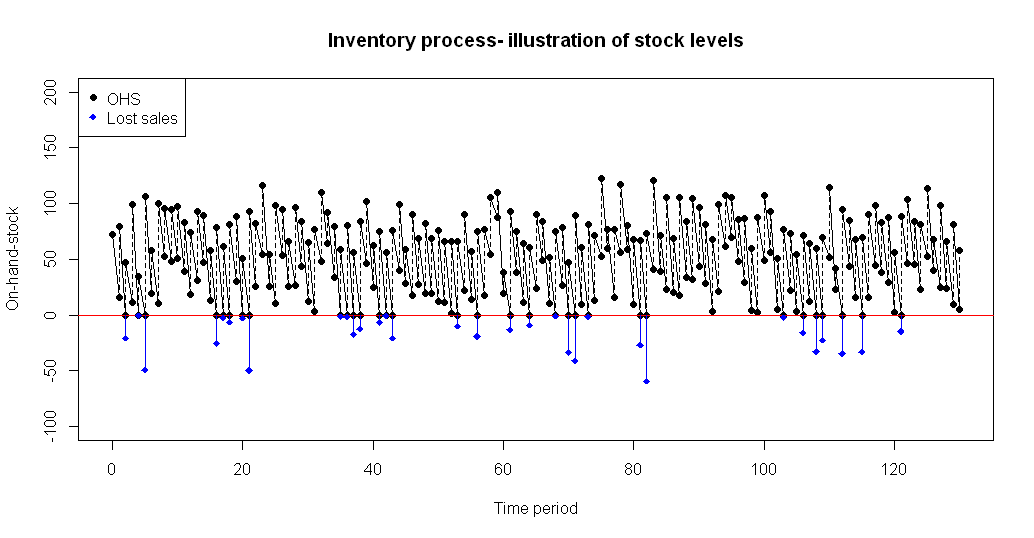 Inventory process- illustration of stock levels
OHS
Lost sales
On-hand-stock
200
150
100
50
0
-50
-100
0
20
40
60
80
100
120
Time period